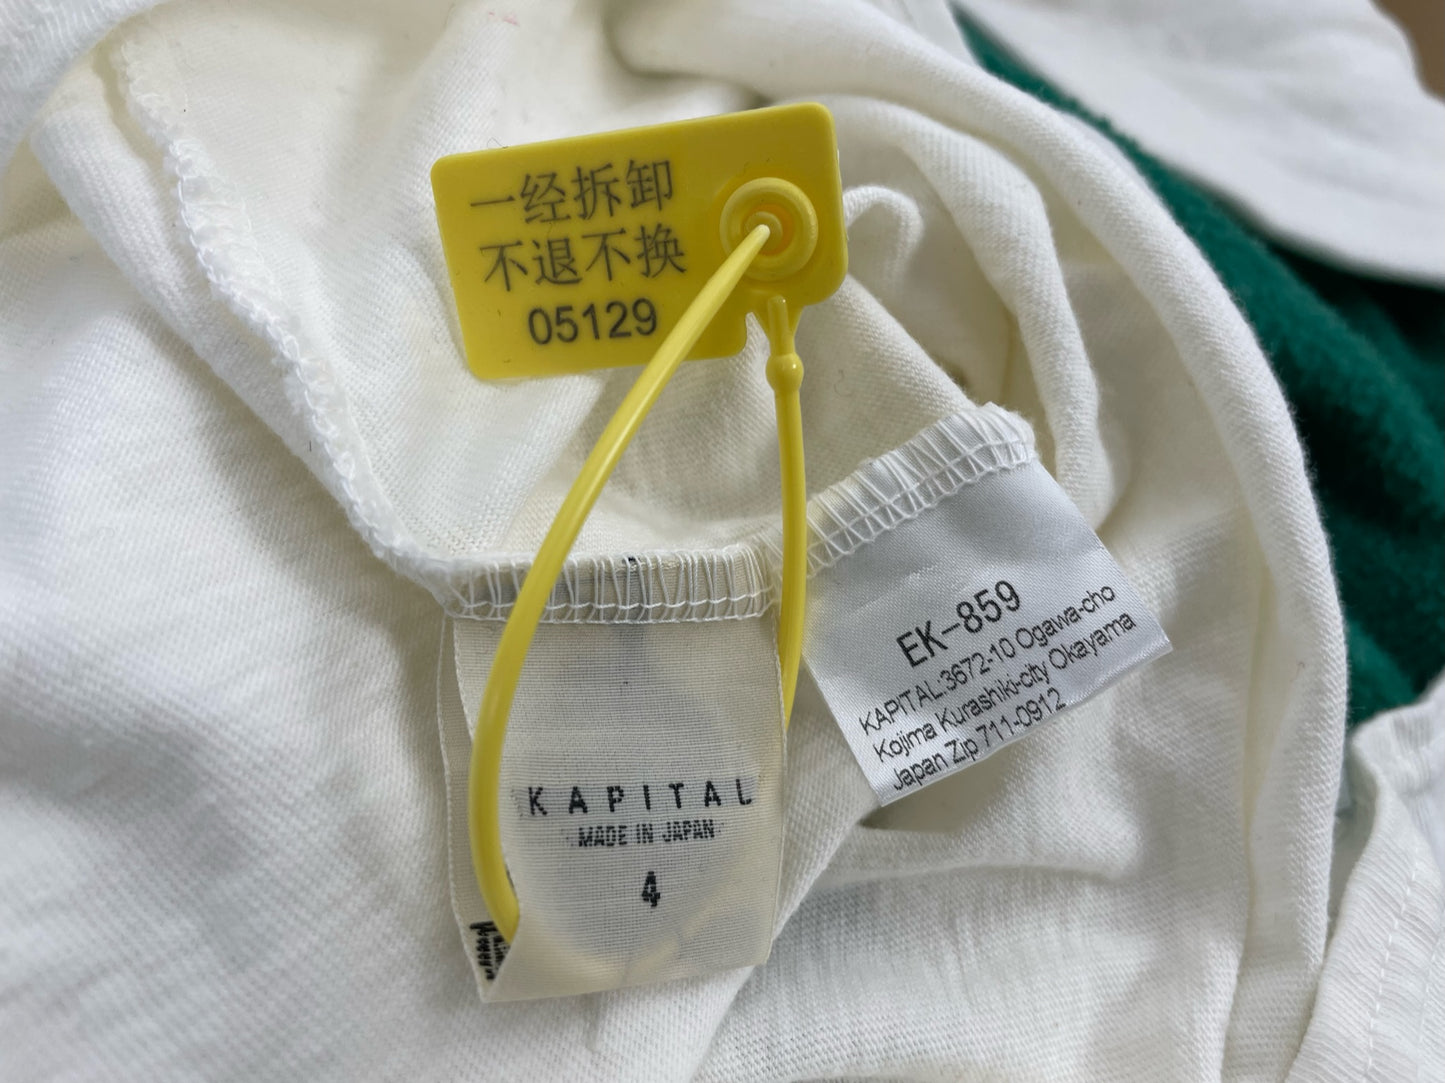 一经拆卸
不退不换
05129
KAPITAL
MADE IN JAPAN
4
EK-859
KAPITAL:3672-10 Ogawa-cho
Kojima Kurashiki-city Okayama
Japan Zip 711-0912